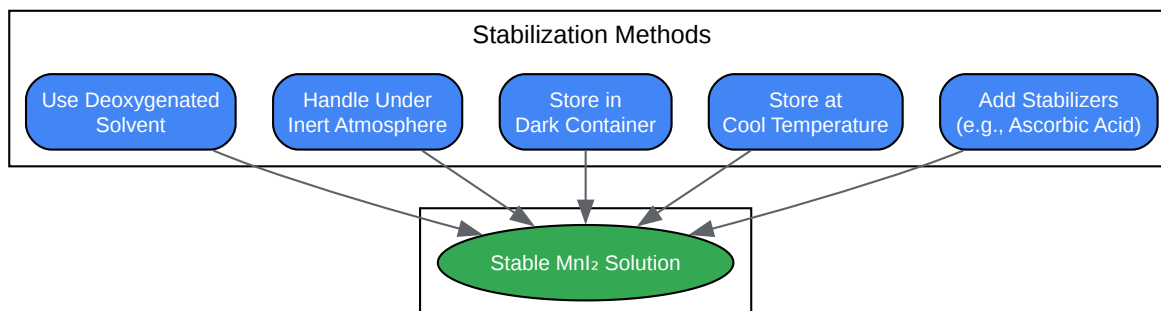 Stabilization Methods
Use Deoxygenated
Solvent
Handle Under
Inert Atmosphere
Store in
Dark Container
Store at
Cool Temperature
Add Stabilizers
(e.g., Ascorbic Acid)
Stable MnI₂ Solution